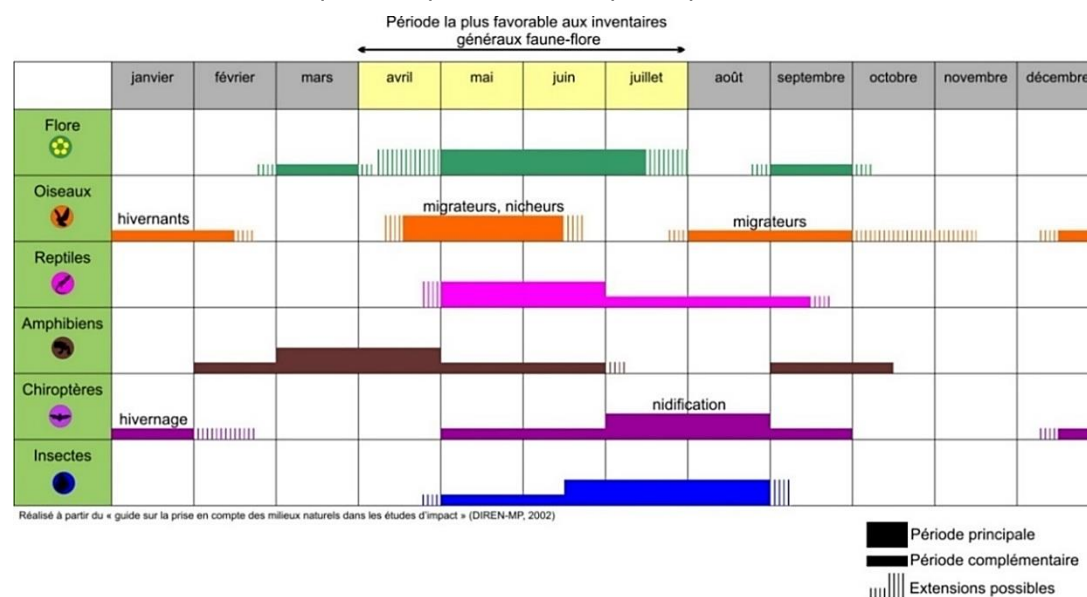 Période la plus favorable aux inventaires
généraux faune-flore
janvier février mars avril mai juin juillet août septembre octobre novembre décembre
Flore
Oiseaux
hivernants
migrateurs, nicheurs
migrateurs
Reptiles
Amphibiens
Chiroptères
hivernage
nidification
Insectes
Réalisé à partir du « guide sur la prise en compte des milieux naturels dans les études d'impact » (DIREN-MP, 2002)
Période principale
Période complémentaire
Extensions possibles